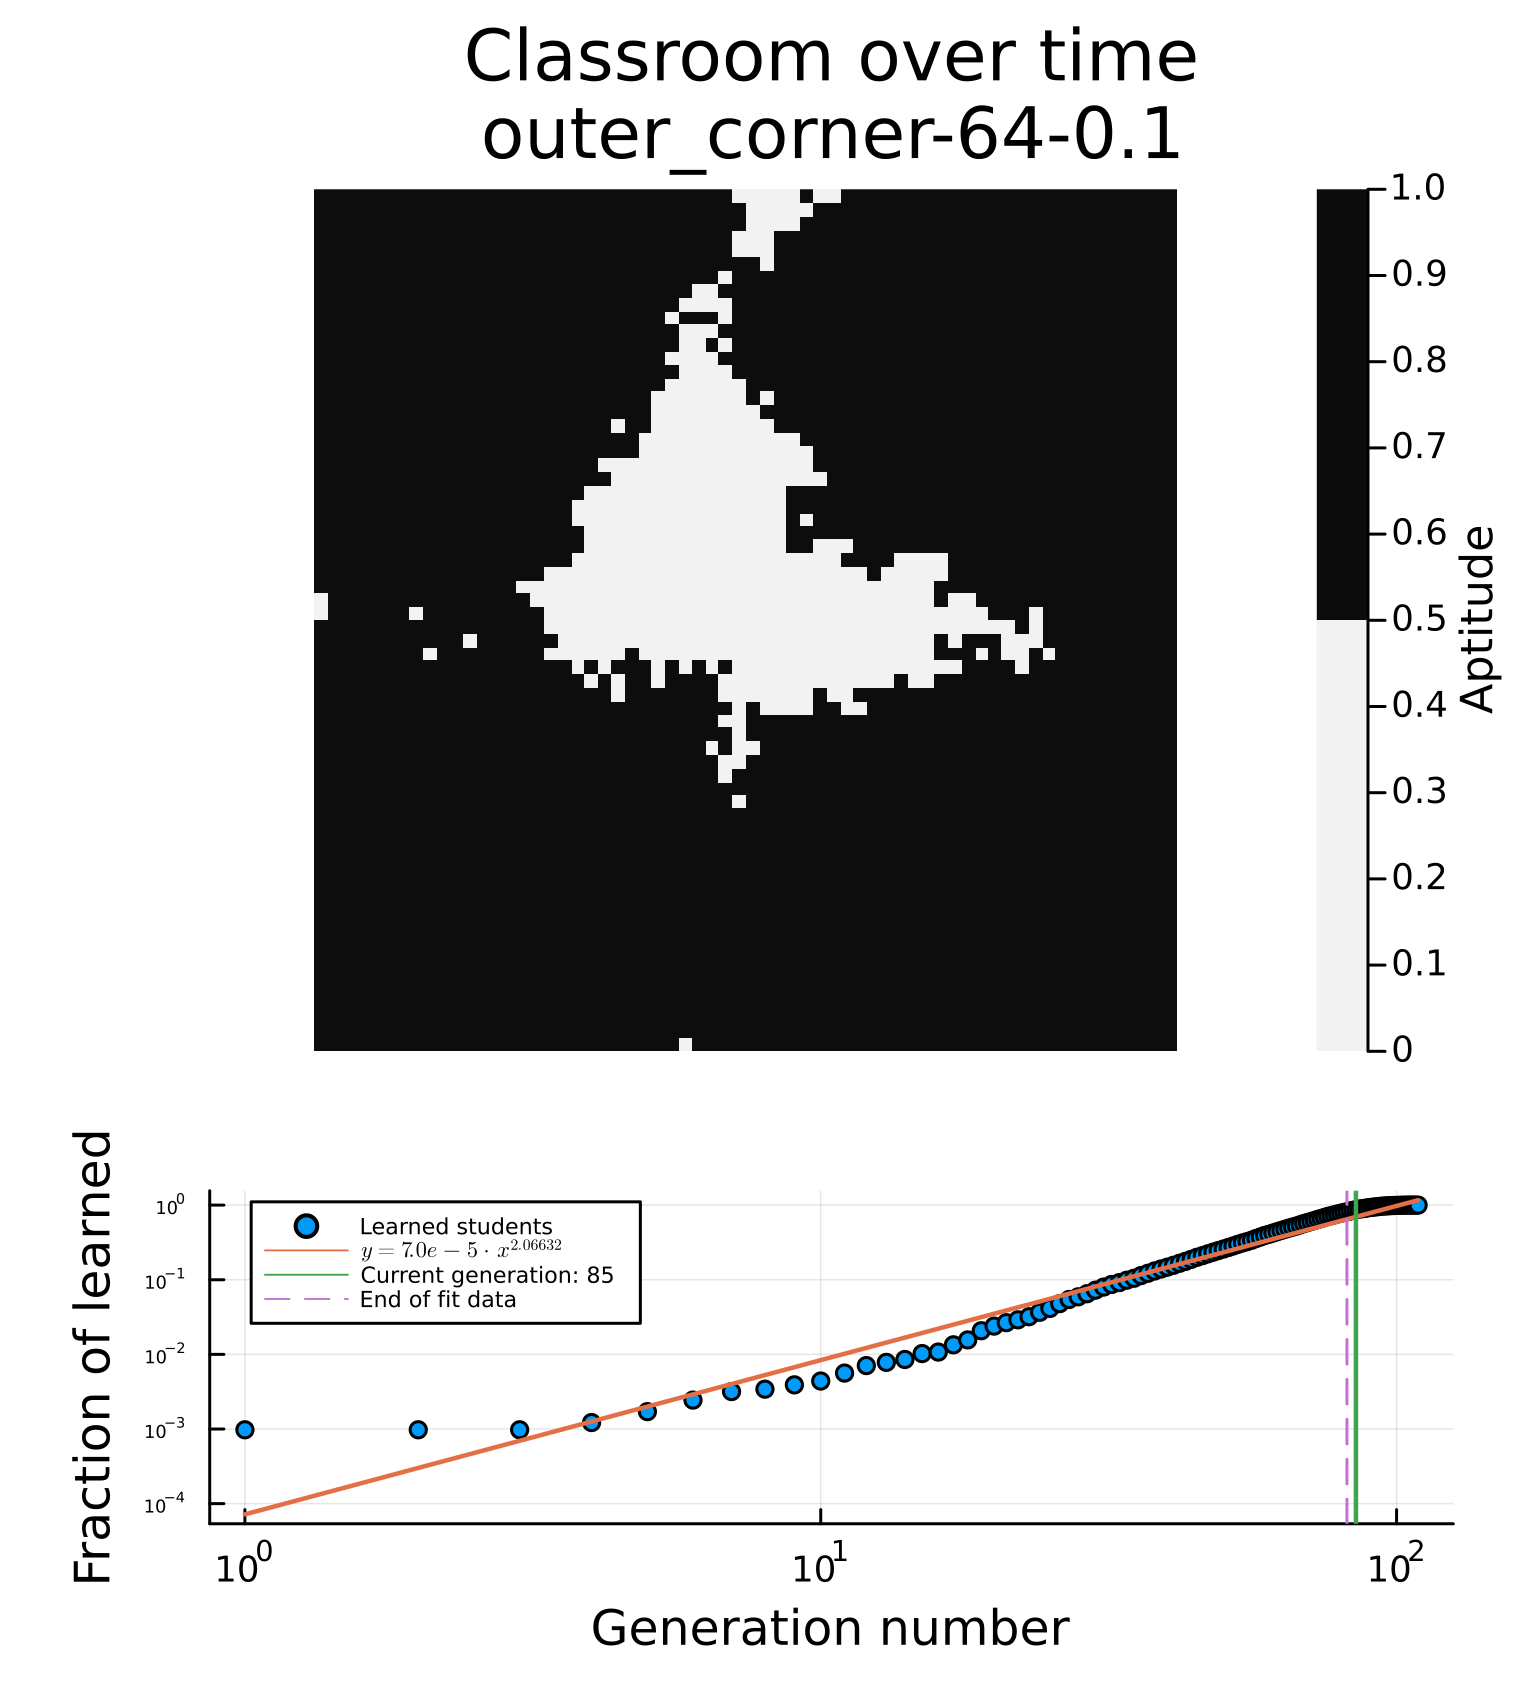 Classroom over time
outer_corner-64-0.1
1.0
0.9
0.8
0.7
0.6
0.5
0.4
0.3
0.2
0.1
0
Aptitude
Fraction of learned
10⁰
10⁻¹
10⁻²
10⁻³
10⁻⁴
Learned students
y = 7.0e − 5 · x^2.06632
Current generation: 85
End of fit data
10⁰
10¹
10²
Generation number